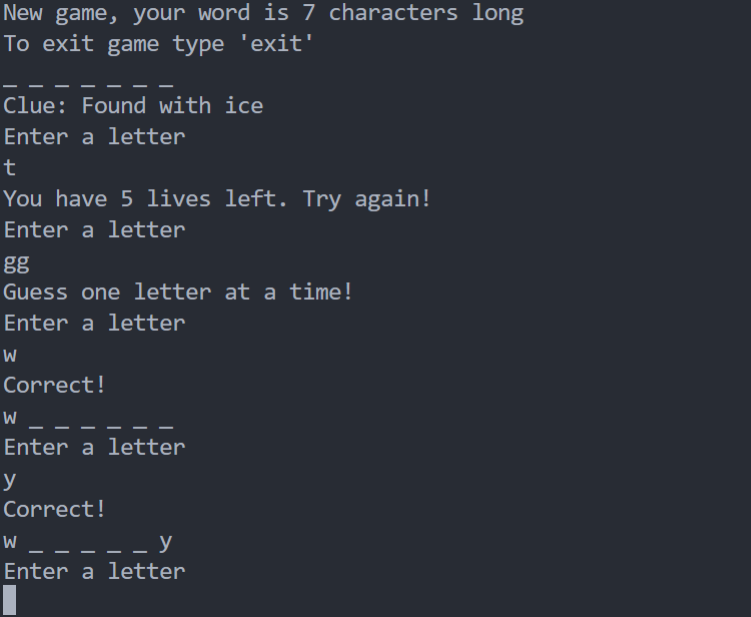 New game, your word is 7 characters long
To exit game type 'exit'
_ _ _ _ _ _ _
Clue: Found with ice
Enter a letter
t
You have 5 lives left. Try again!
Enter a letter
gg
Guess one letter at a time!
Enter a letter
w
Correct!
w _ _ _ _ _ _
Enter a letter
y
Correct!
w _ _ _ _ _ y
Enter a letter